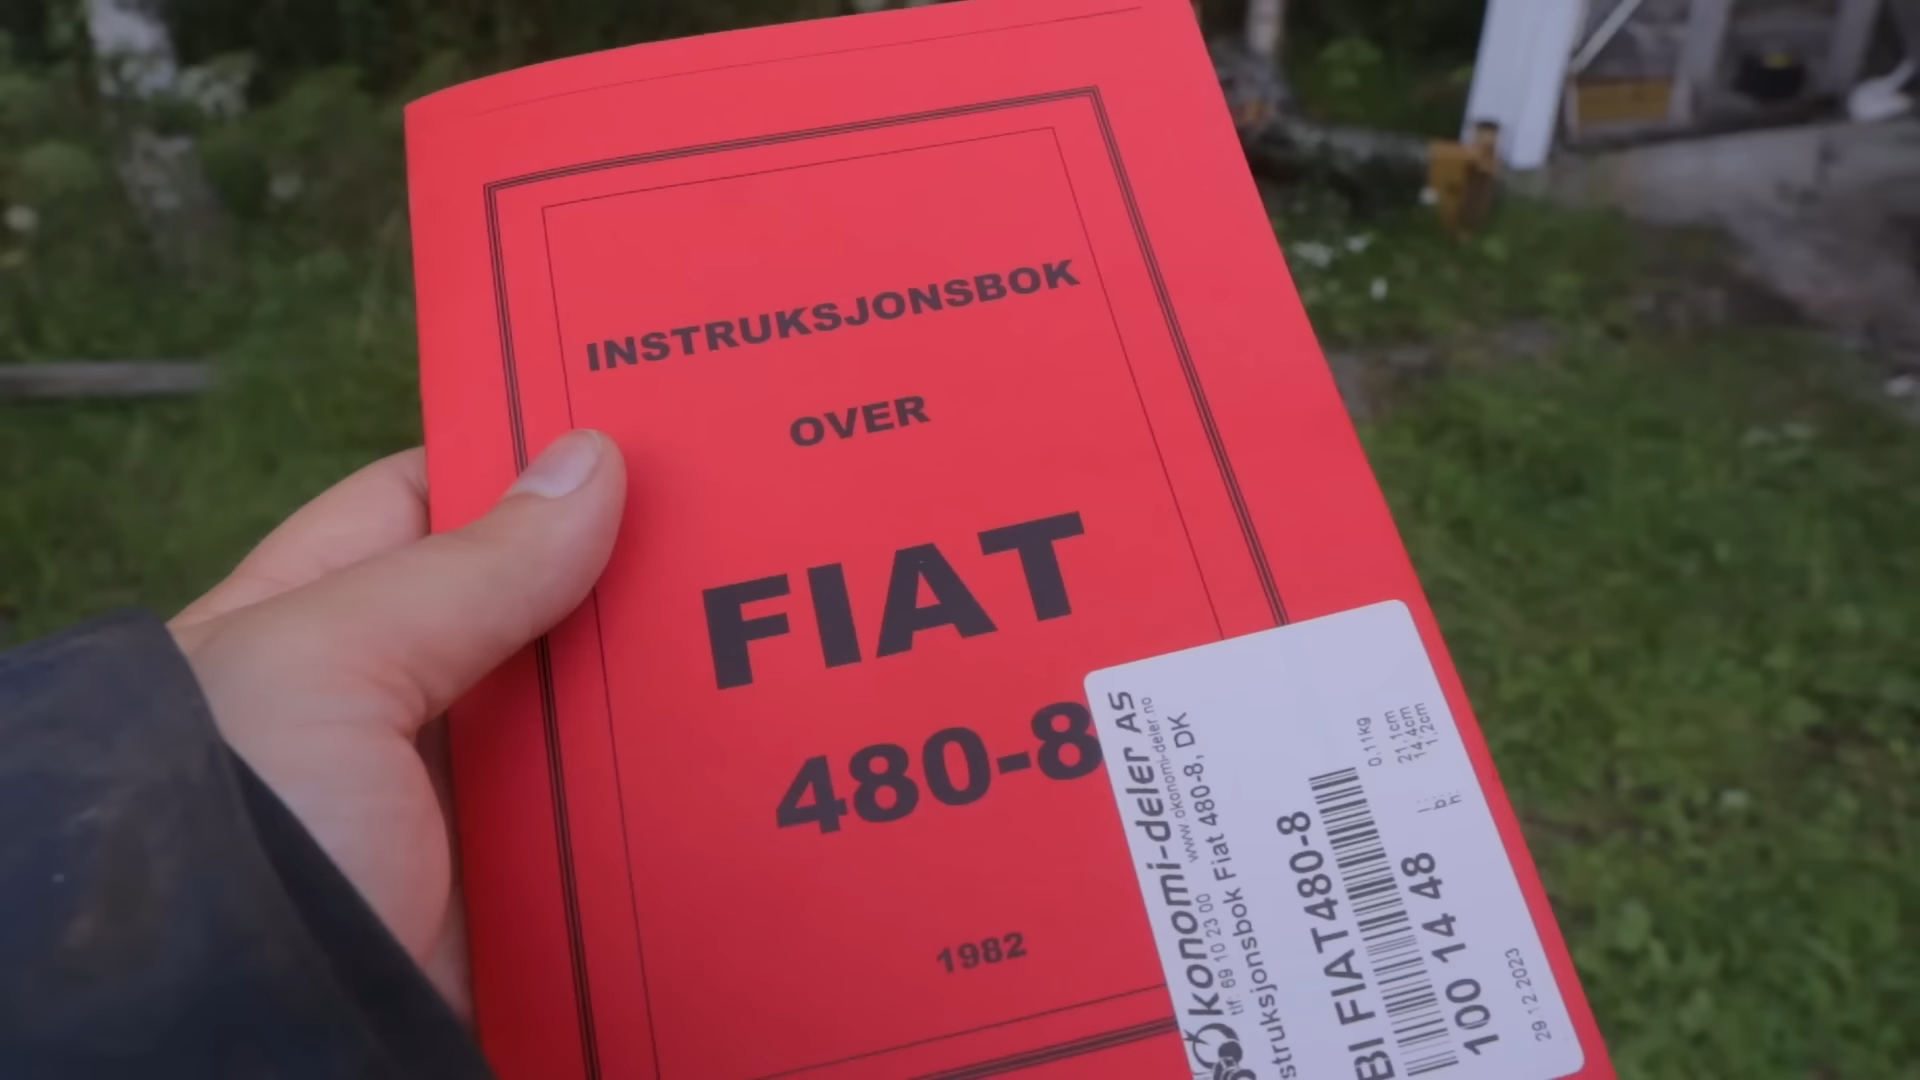 INSTRUKSJONSBOK
OVER
FIAT
480-8
1982
økonomi-deler AS
tlf: 69 10 23 00 www.okonomi-deler.no
struksjonsbok Fiat 480-8, DK
BI FIAT480-8
100 14 48
0,11kg
l: 21,1cm
b: 14,4cm
h: 1,2cm
29.12.2023